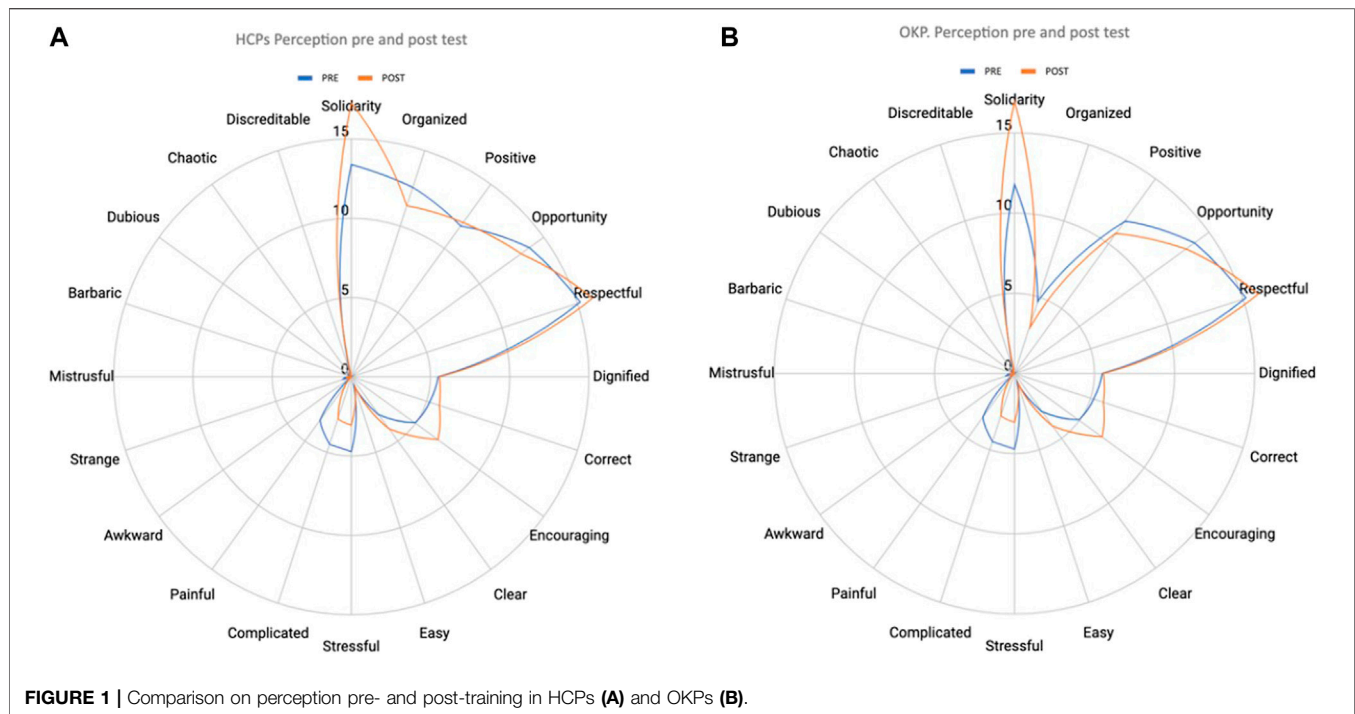 A
HCPs Perception pre and post test
PRE POST
Solidarity
Organized
Positive
Opportunity
Respectful
Dignified
Correct
Encouraging
Clear
Easy
Stressful
Complicated
Painful
Awkward
Strange
Mistrusful
Barbaric
Dubious
Chaotic
Discreditable
15
10
5
0
B
OKP. Perception pre and post test
PRE POST
Solidarity
Organized
Positive
Opportunity
Respectful
Dignified
Correct
Encouraging
Clear
Easy
Stressful
Complicated
Painful
Awkward
Strange
Mistrusful
Barbaric
Dubious
Chaotic
Discreditable
15
10
5
0
FIGURE 1 | Comparison on perception pre- and post-training in HCPs (A) and OKPs (B).